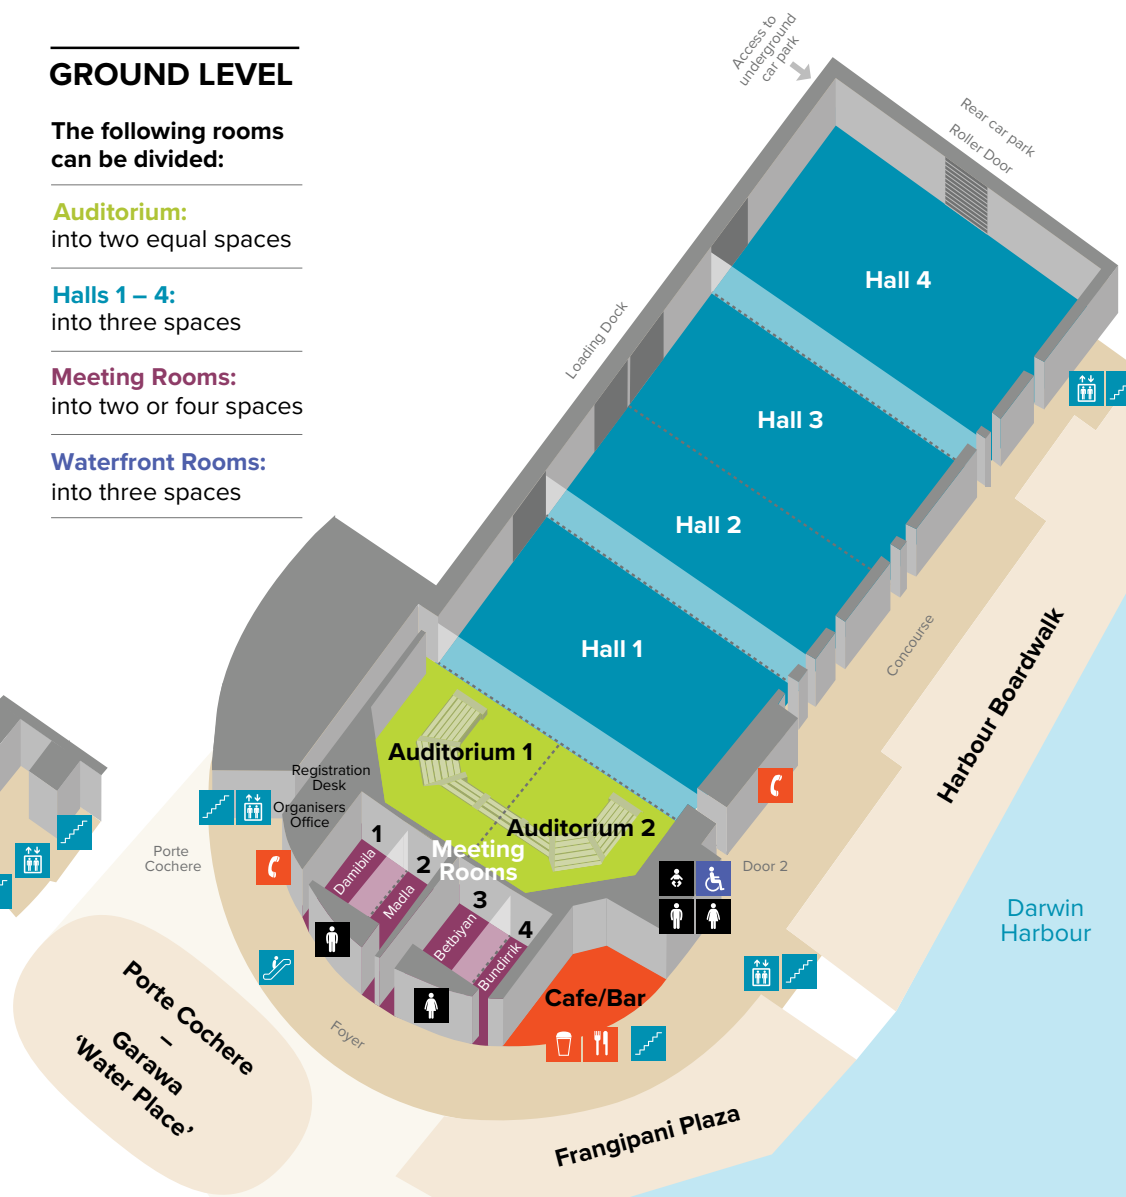 GROUND LEVEL
The following rooms
can be divided:
Auditorium:
into two equal spaces
Halls 1 – 4:
into three spaces
Meeting Rooms:
into two or four spaces
Waterfront Rooms:
into three spaces
Access to
underground
car park
Rear car park
Roller Door
Loading Dock
Hall 4
Hall 3
Hall 2
Hall 1
Concourse
Harbour Boardwalk
Auditorium 1
Auditorium 2
Registration
Desk
Organisers
Office
Meeting
Rooms
1
Damibila
2
Madla
3
Betbiyan
4
Bundirrik
Porte
Cochere
Door 2
Darwin
Harbour
Cafe/Bar
Foyer
Porte Cochere
–
Garawa
‘Water Place’
Frangipani Plaza